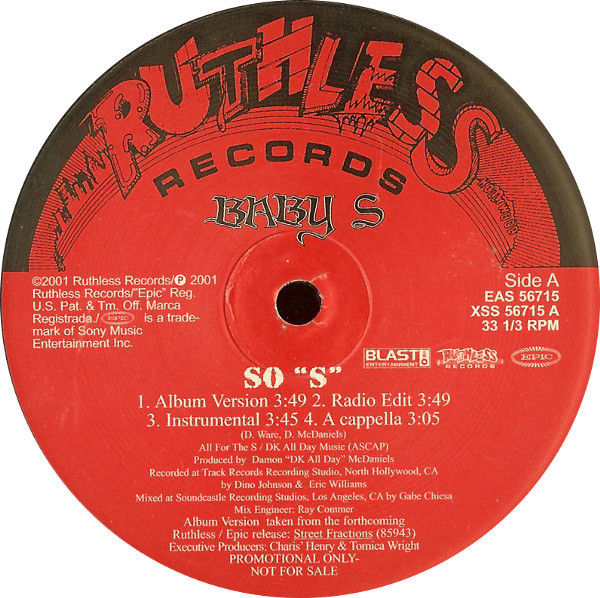 RUTHLESS
RECORDS
BABY S
©2001 Ruthless Records/℗ 2001
Ruthless Records/"Epic" Reg.
U.S. Pat. & Tm. Off. Marca
Registrada./EPIC is a trade-
mark of Sony Music
Entertainment Inc.
Side A
EAS 56715
XSS 56715 A
33 1/3 RPM
BLAST
ENTERTAINMENT
RUTHLESS
RECORDS
EPIC
SO "S"
1. Album Version 3:49 2. Radio Edit 3:49
3. Instrumental 3:45 4. A cappella 3:05
(D. Ware, D. McDaniels)
All For The S / DK All Day Music (ASCAP)
Produced by Damon "DK All Day" McDaniels
Recorded at Track Records Recording Studio, North Hollywood, CA
by Dino Johnson & Eric Williams
Mixed at Soundcastle Recording Studios, Los Angeles, CA by Gabe Chiesa
Mix Engineer: Ray Commer
Album Version taken from the forthcoming
Ruthless / Epic release: Street Fractions (85943)
Executive Producers: Charis' Henry & Tomica Wright
PROMOTIONAL ONLY-
NOT FOR SALE